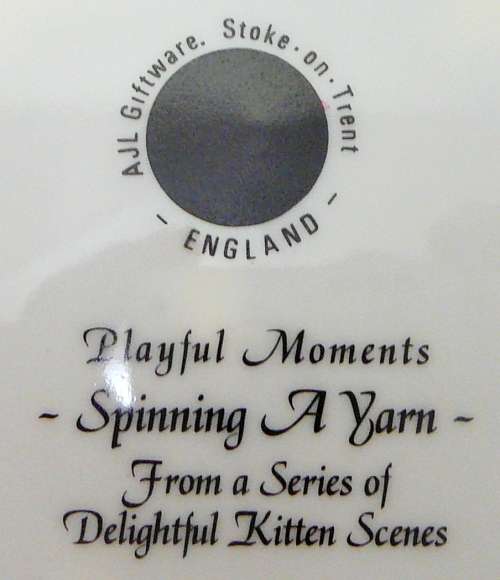 AJL Giftware. Stoke·on·Trent
- ENGLAND -
Playful Moments
- Spinning A Yarn -
From a Series of
Delightful Kitten Scenes